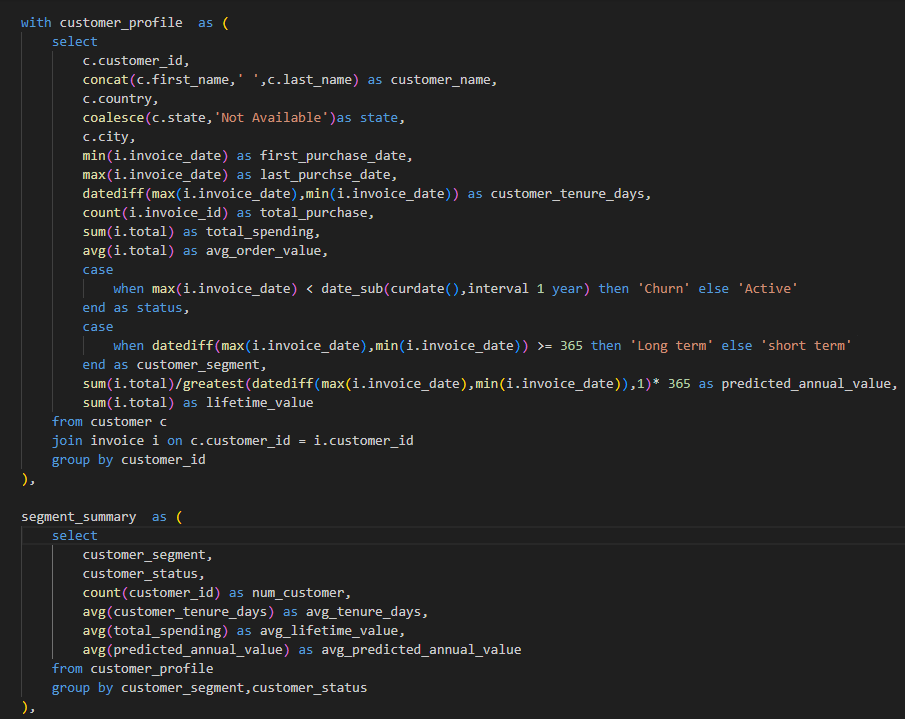 with customer_profile  as (
    select
        c.customer_id,
        concat(c.first_name,' ',c.last_name) as customer_name,
        c.country,
        coalesce(c.state,'Not Available')as state,
        c.city,
        min(i.invoice_date) as first_purchase_date,
        max(i.invoice_date) as last_purchse_date,
        datediff(max(i.invoice_date),min(i.invoice_date)) as customer_tenure_days,
        count(i.invoice_id) as total_purchase,
        sum(i.total) as total_spending,
        avg(i.total) as avg_order_value,
        case
            when max(i.invoice_date) < date_sub(curdate(),interval 1 year) then 'Churn' else 'Active'
        end as status,
        case
            when datediff(max(i.invoice_date),min(i.invoice_date)) >= 365 then 'Long term' else 'short term'
        end as customer_segment,
        sum(i.total)/greatest(datediff(max(i.invoice_date),min(i.invoice_date)),1)* 365 as predicted_annual_value,
        sum(i.total) as lifetime_value
    from customer c
    join invoice i on c.customer_id = i.customer_id
    group by customer_id
),
segment_summary  as (
    select
        customer_segment,
        customer_status,
        count(customer_id) as num_customer,
        avg(customer_tenure_days) as avg_tenure_days,
        avg(total_spending) as avg_lifetime_value,
        avg(predicted_annual_value) as avg_predicted_annual_value
    from customer_profile
    group by customer_segment,customer_status
),